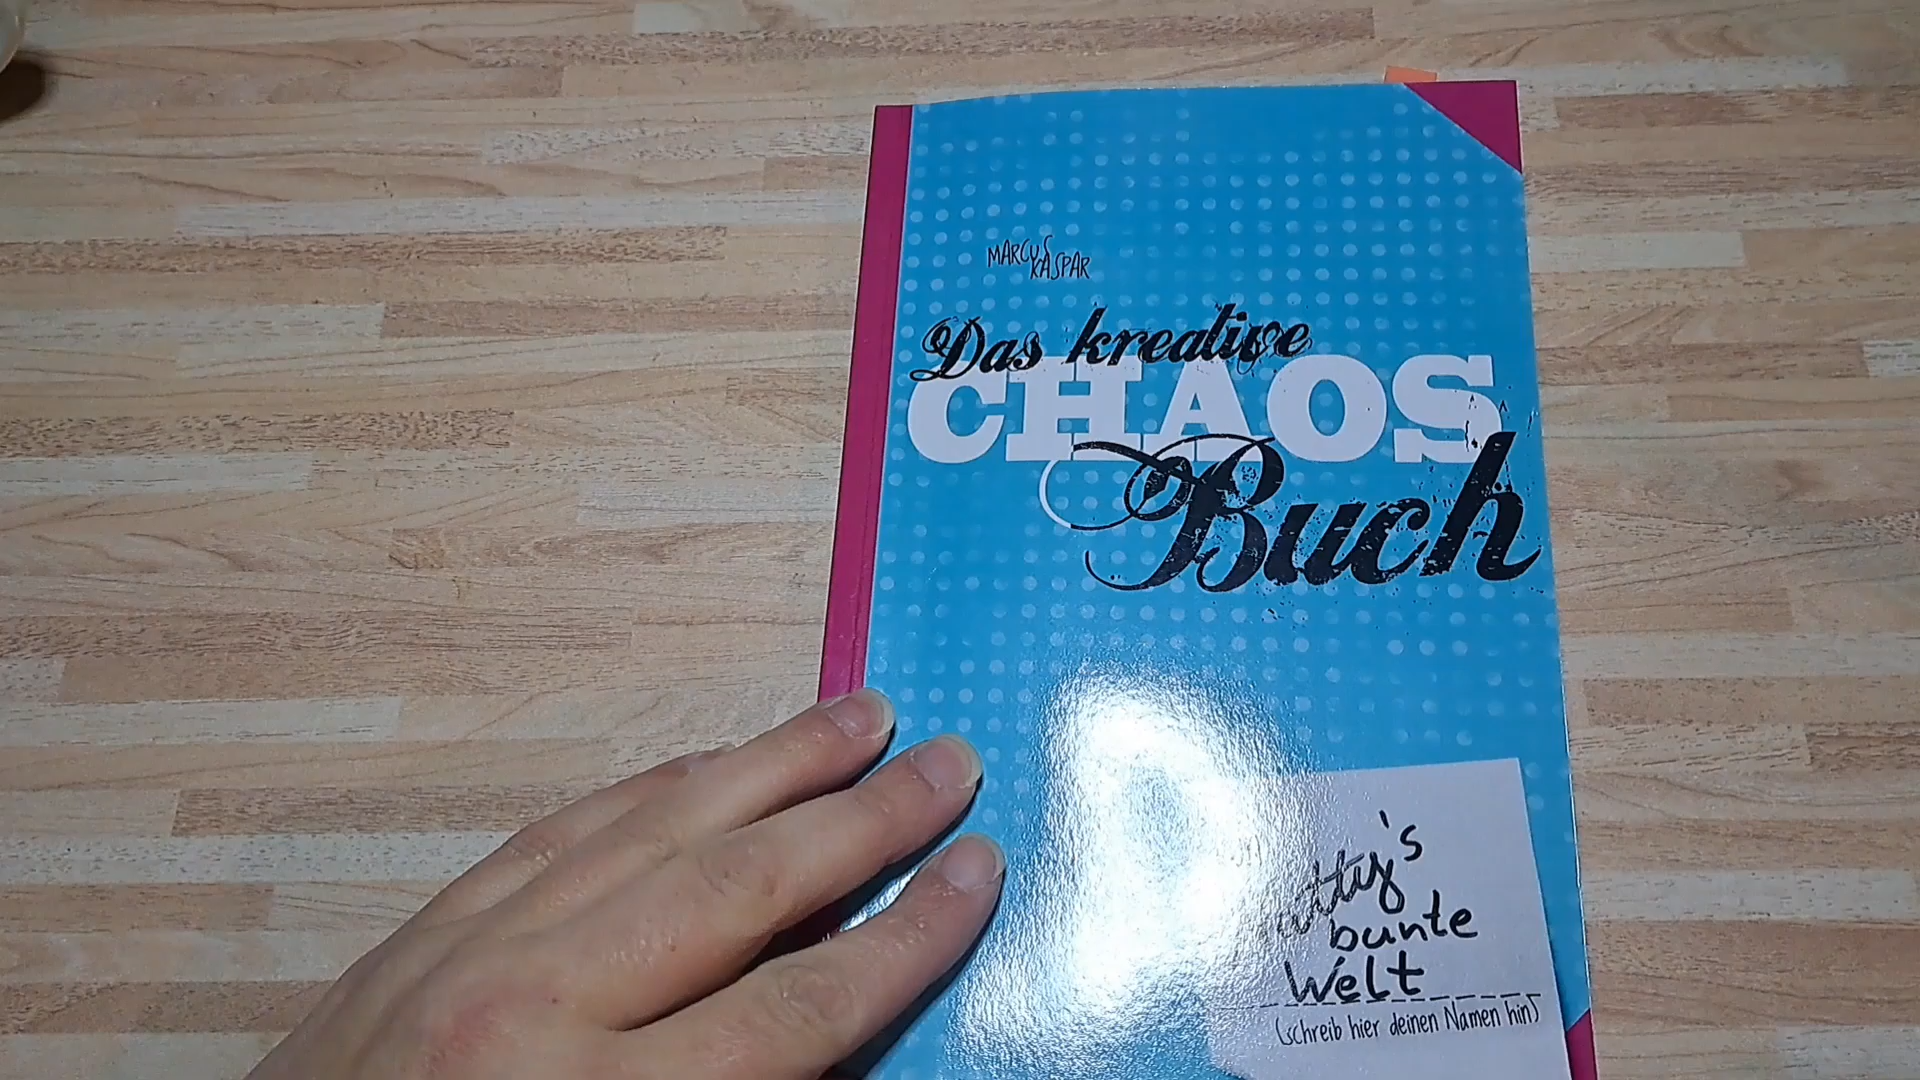 MARCUS
KASPAR
Das kreative
CHAOS
Buch
bunte
Welt
(schreib hier deinen Namen hin)